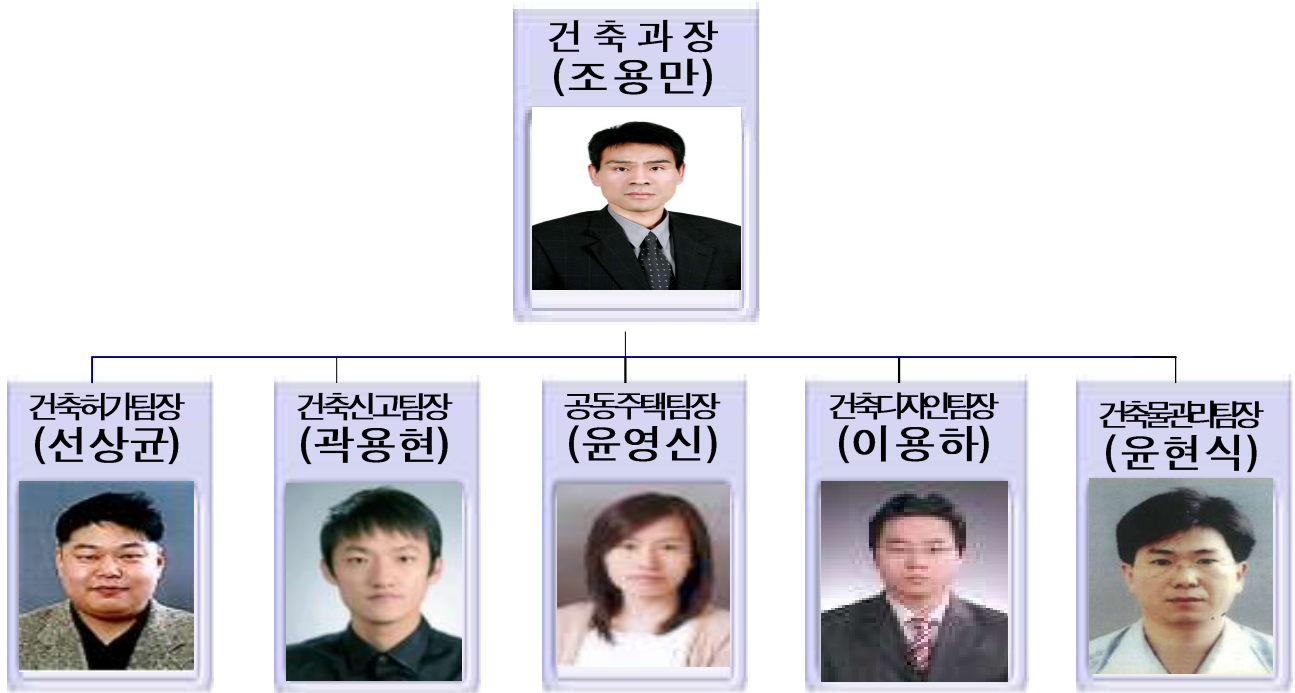 건축과장
(조용만)
건축허가팀장
(선상균)
건축신고팀장
(곽용현)
공동주택팀장
(윤영신)
건축디자인팀장
(이용하)
건축물관리팀장
(윤현식)